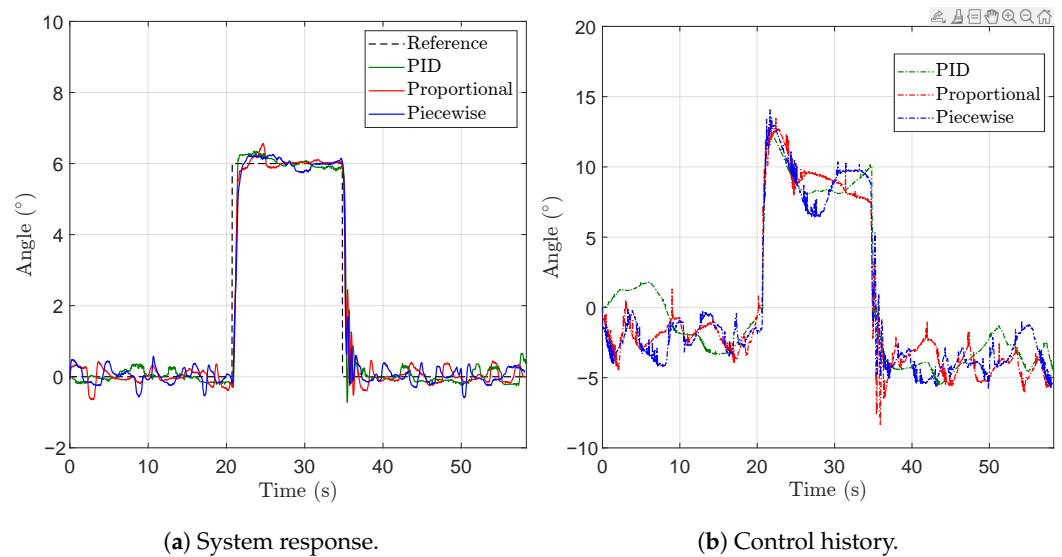 10
8
6
4
2
0
−2
Angle (°)
0 10 20 30 40 50
Time (s)
Reference
PID
Proportional
Piecewise
(a) System response.
20
15
10
5
0
−5
−10
Angle (°)
0 10 20 30 40 50
Time (s)
PID
Proportional
Piecewise
(b) Control history.